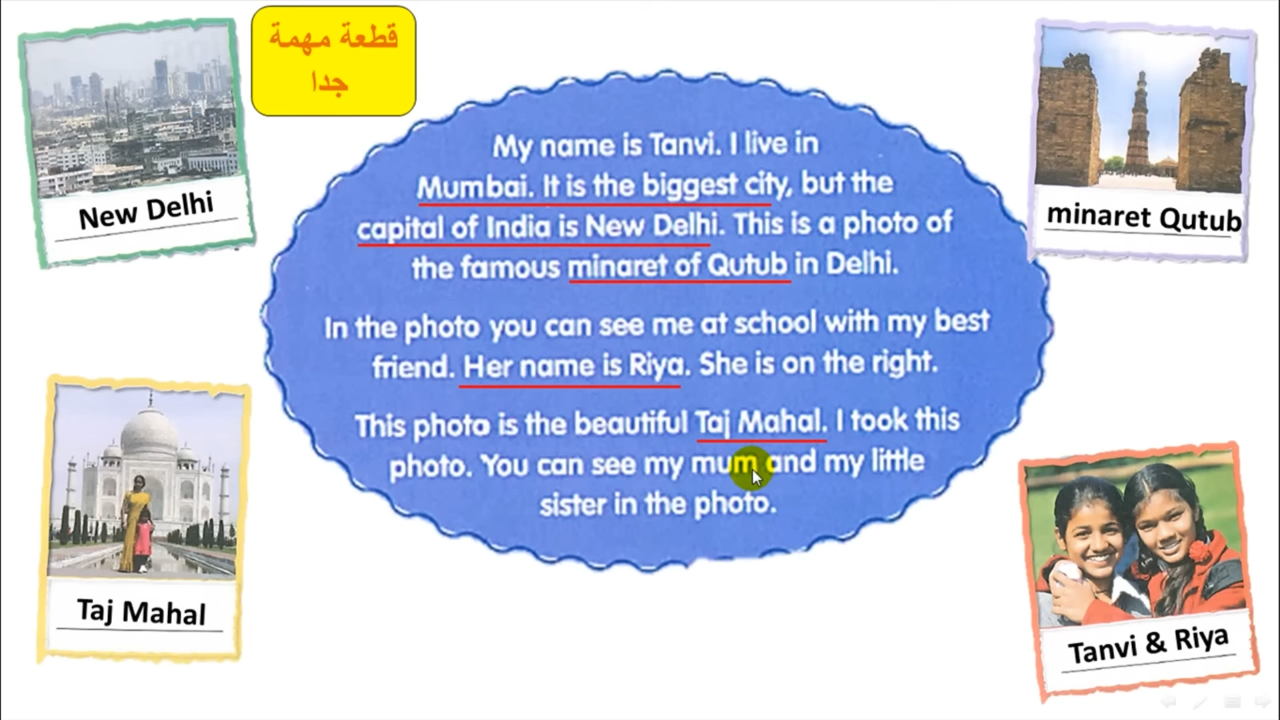 قطعة مهمة
جدا
New Delhi
minaret Qutub
My name is Tanvi. I live in
Mumbai. It is the biggest city, but the
capital of India is New Delhi. This is a photo of
the famous minaret of Qutub in Delhi.
In the photo you can see me at school with my best
friend. Her name is Riya. She is on the right.
This photo is the beautiful Taj Mahal. I took this
photo. You can see my mum and my little
sister in the photo.
Taj Mahal
Tanvi & Riya